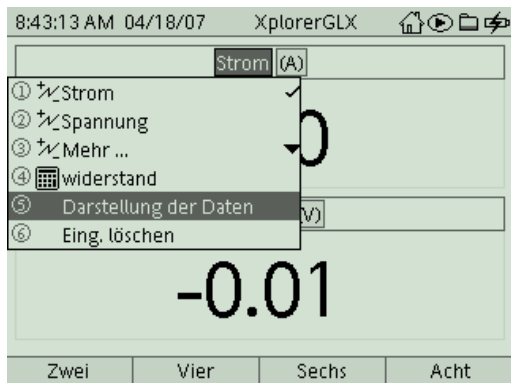 8:43:13 AM 04/18/07 XplorerGLX
Strom (A)
① Strom
② Spannung
③ Mehr ...
④ widerstand
⑤ Darstellung der Daten
⑥ Eing. löschen
0
(V)
-0.01
Zwei Vier Sechs Acht